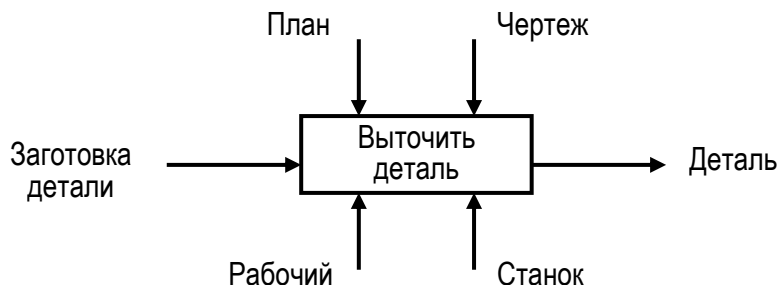 План
Чертеж
Заготовка
детали
Выточить
деталь
Деталь
Рабочий
Станок